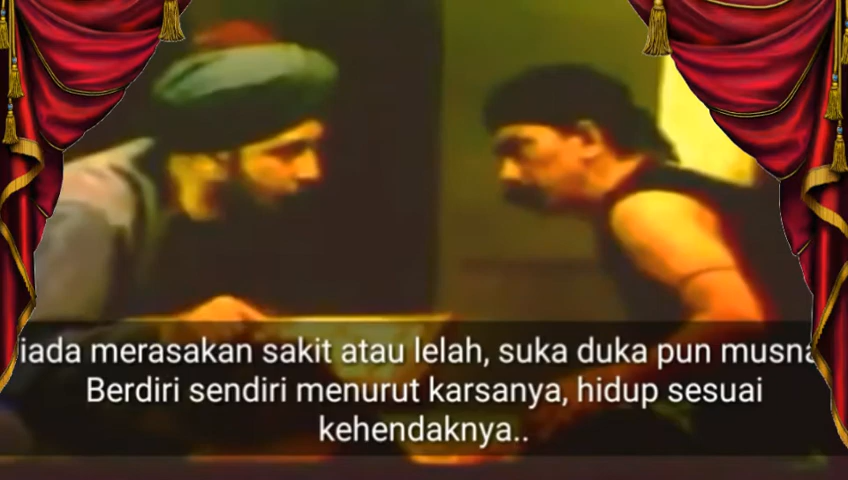 iada merasakan sakit atau lelah, suka duka pun musna
Berdiri sendiri menurut karsanya, hidup sesuai
kehendaknya..